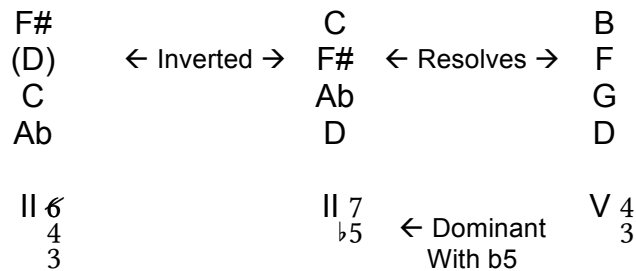 F# C B
(D) ← Inverted → F# ← Resolves → F
C Ab G
Ab D D
II 6̸ II 7 V 4
4 ♭5 ← Dominant 3
3 With b5